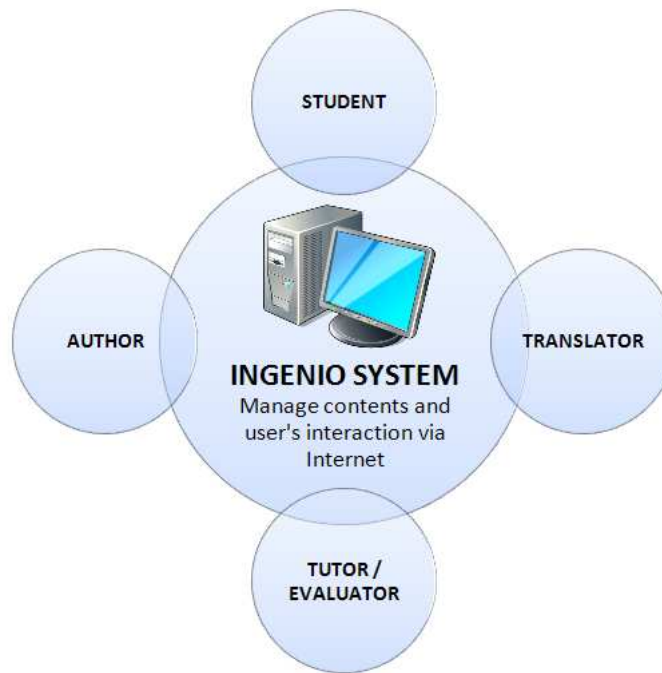 STUDENT
AUTHOR
TRANSLATOR
INGENIO SYSTEM
Manage contents and
user's interaction via
Internet
TUTOR /
EVALUATOR